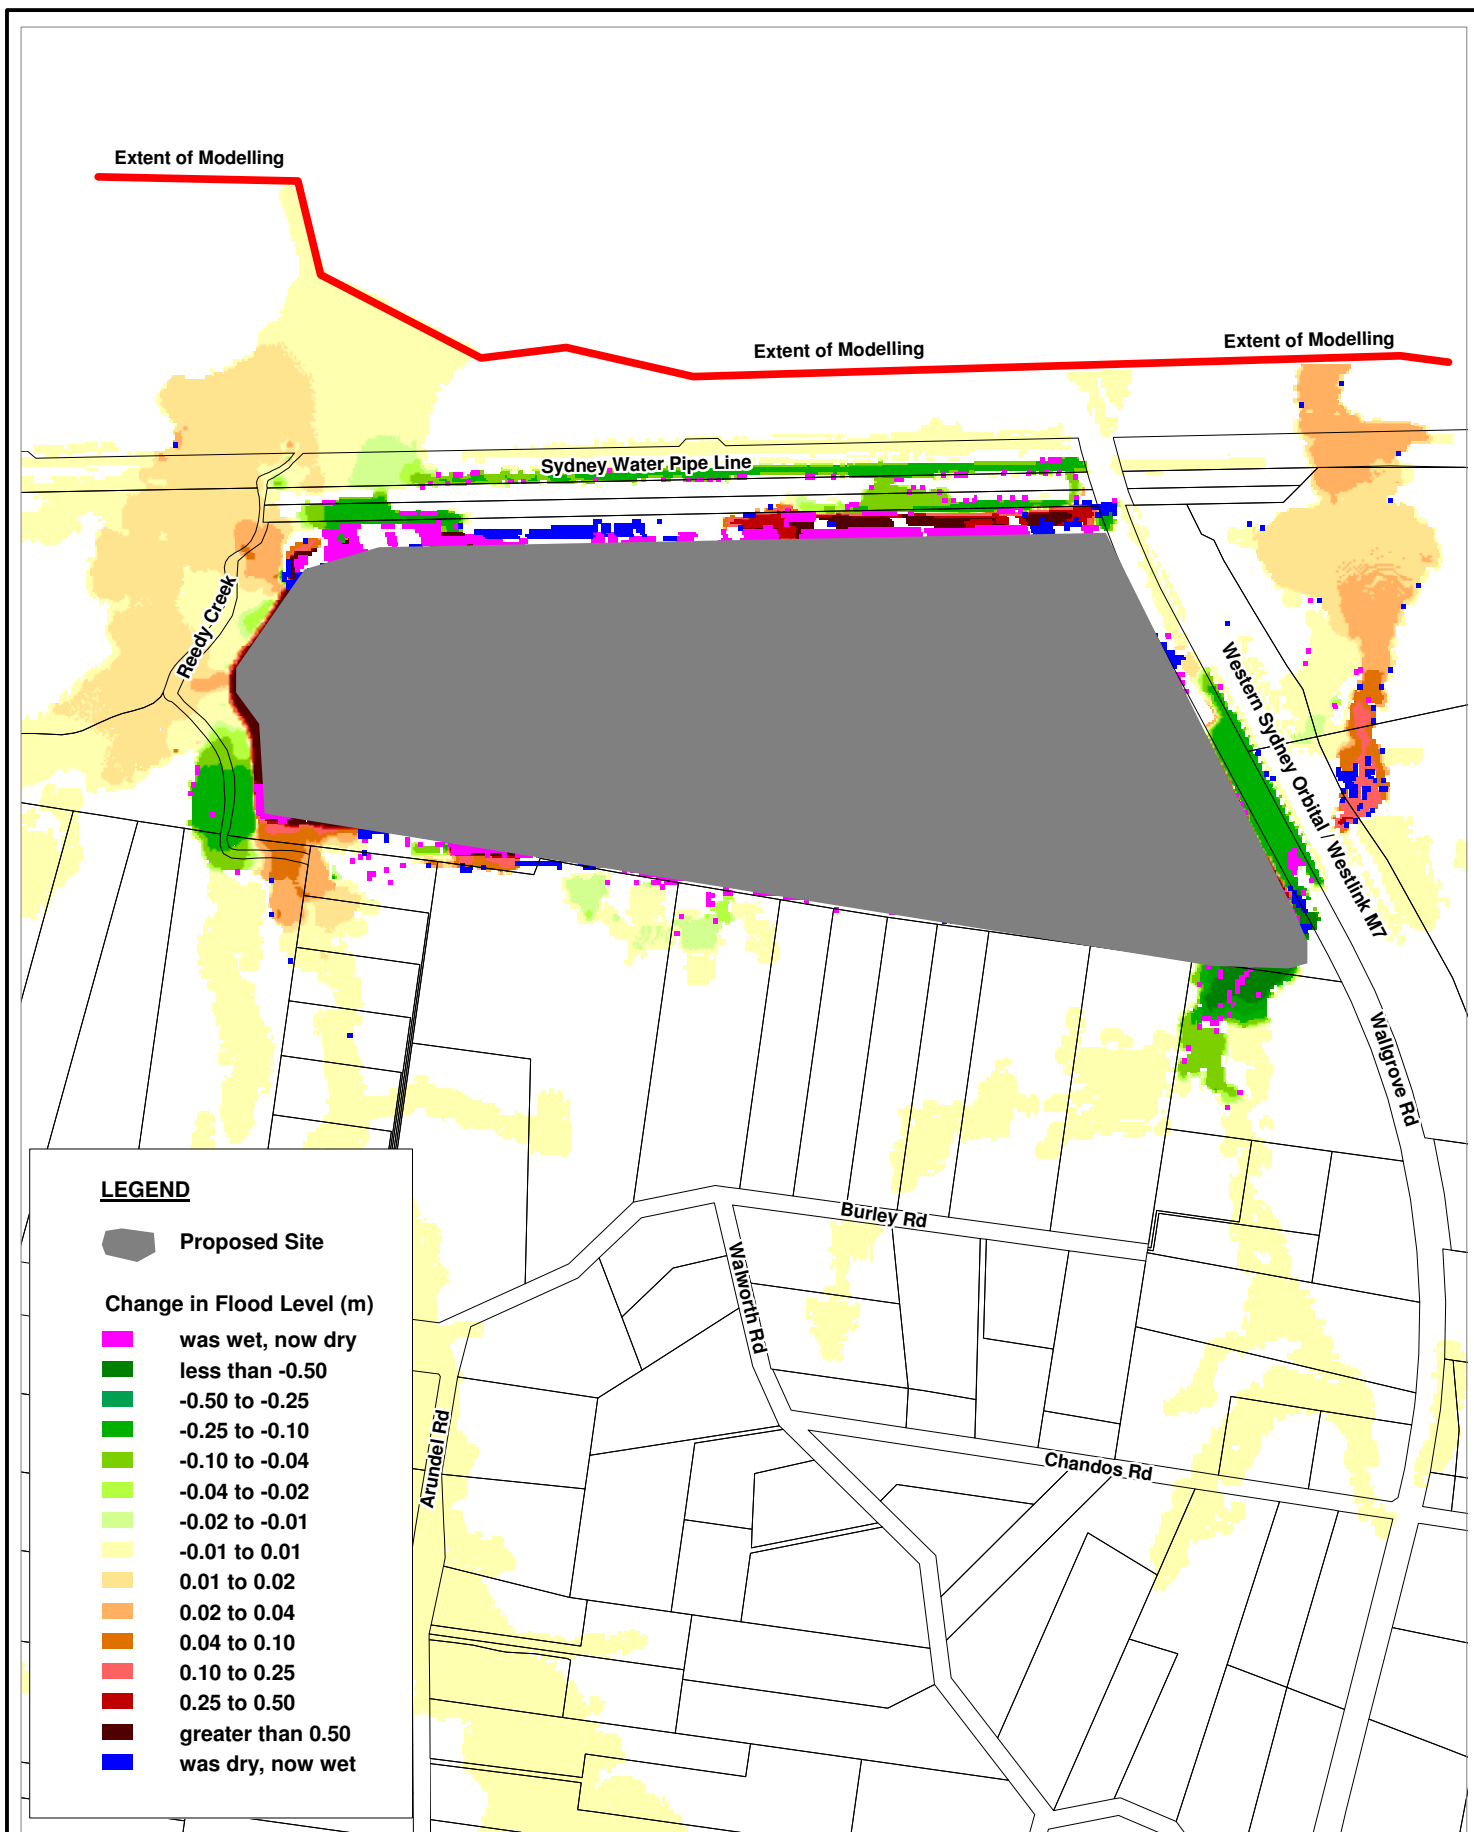 Extent of Modelling
Extent of Modelling
Extent of Modelling
Sydney Water Pipe Line
Reedy Creek
Western Sydney Orbital / Westlink M7
Wallgrove Rd
Burley Rd
Walworth Rd
Chandos Rd
Arundel Rd
LEGEND
Proposed Site
Change in Flood Level (m)
was wet, now dry
less than -0.50
-0.50 to -0.25
-0.25 to -0.10
-0.10 to -0.04
-0.04 to -0.02
-0.02 to -0.01
-0.01 to 0.01
0.01 to 0.02
0.02 to 0.04
0.04 to 0.10
0.10 to 0.25
0.25 to 0.50
greater than 0.50
was dry, now wet